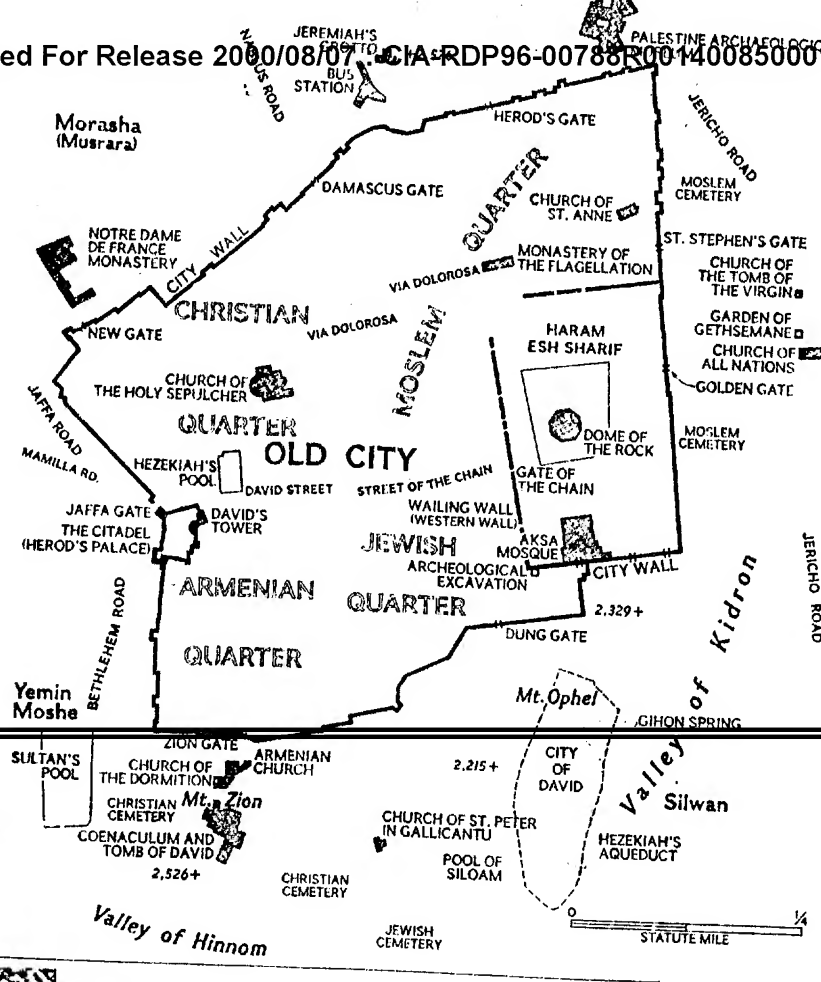 JEREMIAH'S
GROTTO
PALESTINE ARCHAEOLOGIC
ed For Release 2000/08/07 : CIA-RDP96-00788R001400850001
BUS
STATION
NABLUS ROAD
Morasha
(Musrara)
HEROD'S GATE
JERICHO ROAD
DAMASCUS GATE
QUARTER
MOSLEM
CEMETERY
CHURCH OF
ST. ANNE
NOTRE DAME
DE FRANCE
MONASTERY
CITY WALL
ST. STEPHEN'S GATE
MONASTERY OF
THE FLAGELLATION
VIA DOLOROSA
CHURCH OF
THE TOMB OF
THE VIRGIN
CHRISTIAN
VIA DOLOROSA
NEW GATE
MOSLEM
HARAM
ESH SHARIF
GARDEN OF
GETHSEMANE
CHURCH OF
ALL NATIONS
GOLDEN GATE
CHURCH OF
THE HOLY SEPULCHER
JAFFA ROAD
QUARTER
DOME OF
THE ROCK
MOSLEM
CEMETERY
MAMILLA RD.
OLD CITY
HEZEKIAH'S
POOL
DAVID STREET
STREET OF THE CHAIN
GATE OF
THE CHAIN
JAFFA GATE
DAVID'S
TOWER
WAILING WALL
(WESTERN WALL)
THE CITADEL
(HEROD'S PALACE)
JEWISH
AKSA
MOSQUE
ARCHEOLOGICAL
EXCAVATION
CITY WALL
JERICHO ROAD
ARMENIAN
QUARTER
2,329+
BETHLEHEM ROAD
DUNG GATE
Valley of Kidron
QUARTER
Yemin
Moshe
Mt. Ophel
GIHON SPRING
ZION GATE
SULTAN'S
POOL
CHURCH OF
THE DORMITION
ARMENIAN
CHURCH
2,215+
CITY
OF
DAVID
Silwan
CHRISTIAN
CEMETERY
Mt. Zion
COENACULUM AND
TOMB OF DAVID
CHURCH OF ST. PETER
IN GALLICANTU
HEZEKIAH'S
AQUEDUCT
2,526+
POOL OF
SILOAM
CHRISTIAN
CEMETERY
Valley of Hinnom
JEWISH
CEMETERY
0 1/4
STATUTE MILE